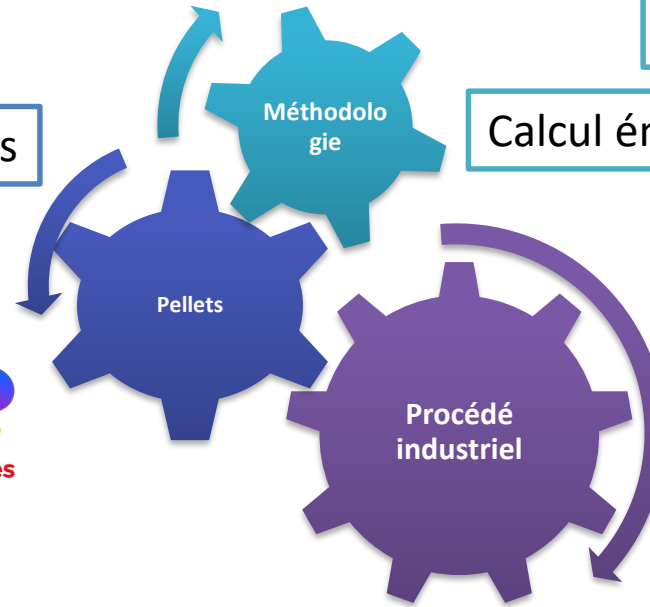 Méthodolo
gie
s
Calcul én
Pellets
Procédé
industriel
es